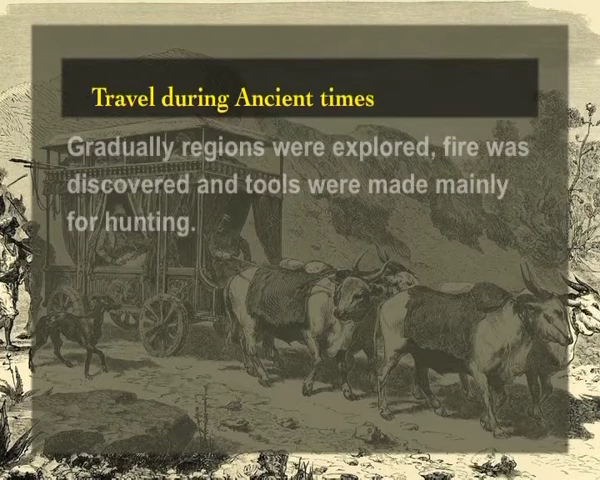 Travel during Ancient times
Gradually regions were explored, fire was
discovered and tools were made mainly
for hunting.